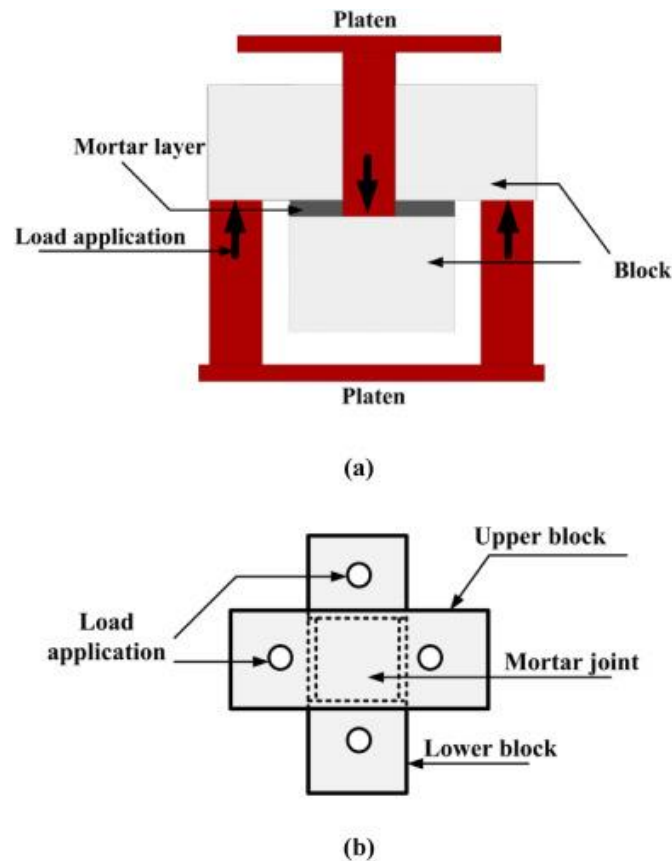 Platen
Mortar layer
Load application
Block
Platen
(a)
Upper block
Load
application
Mortar joint
Lower block
(b)